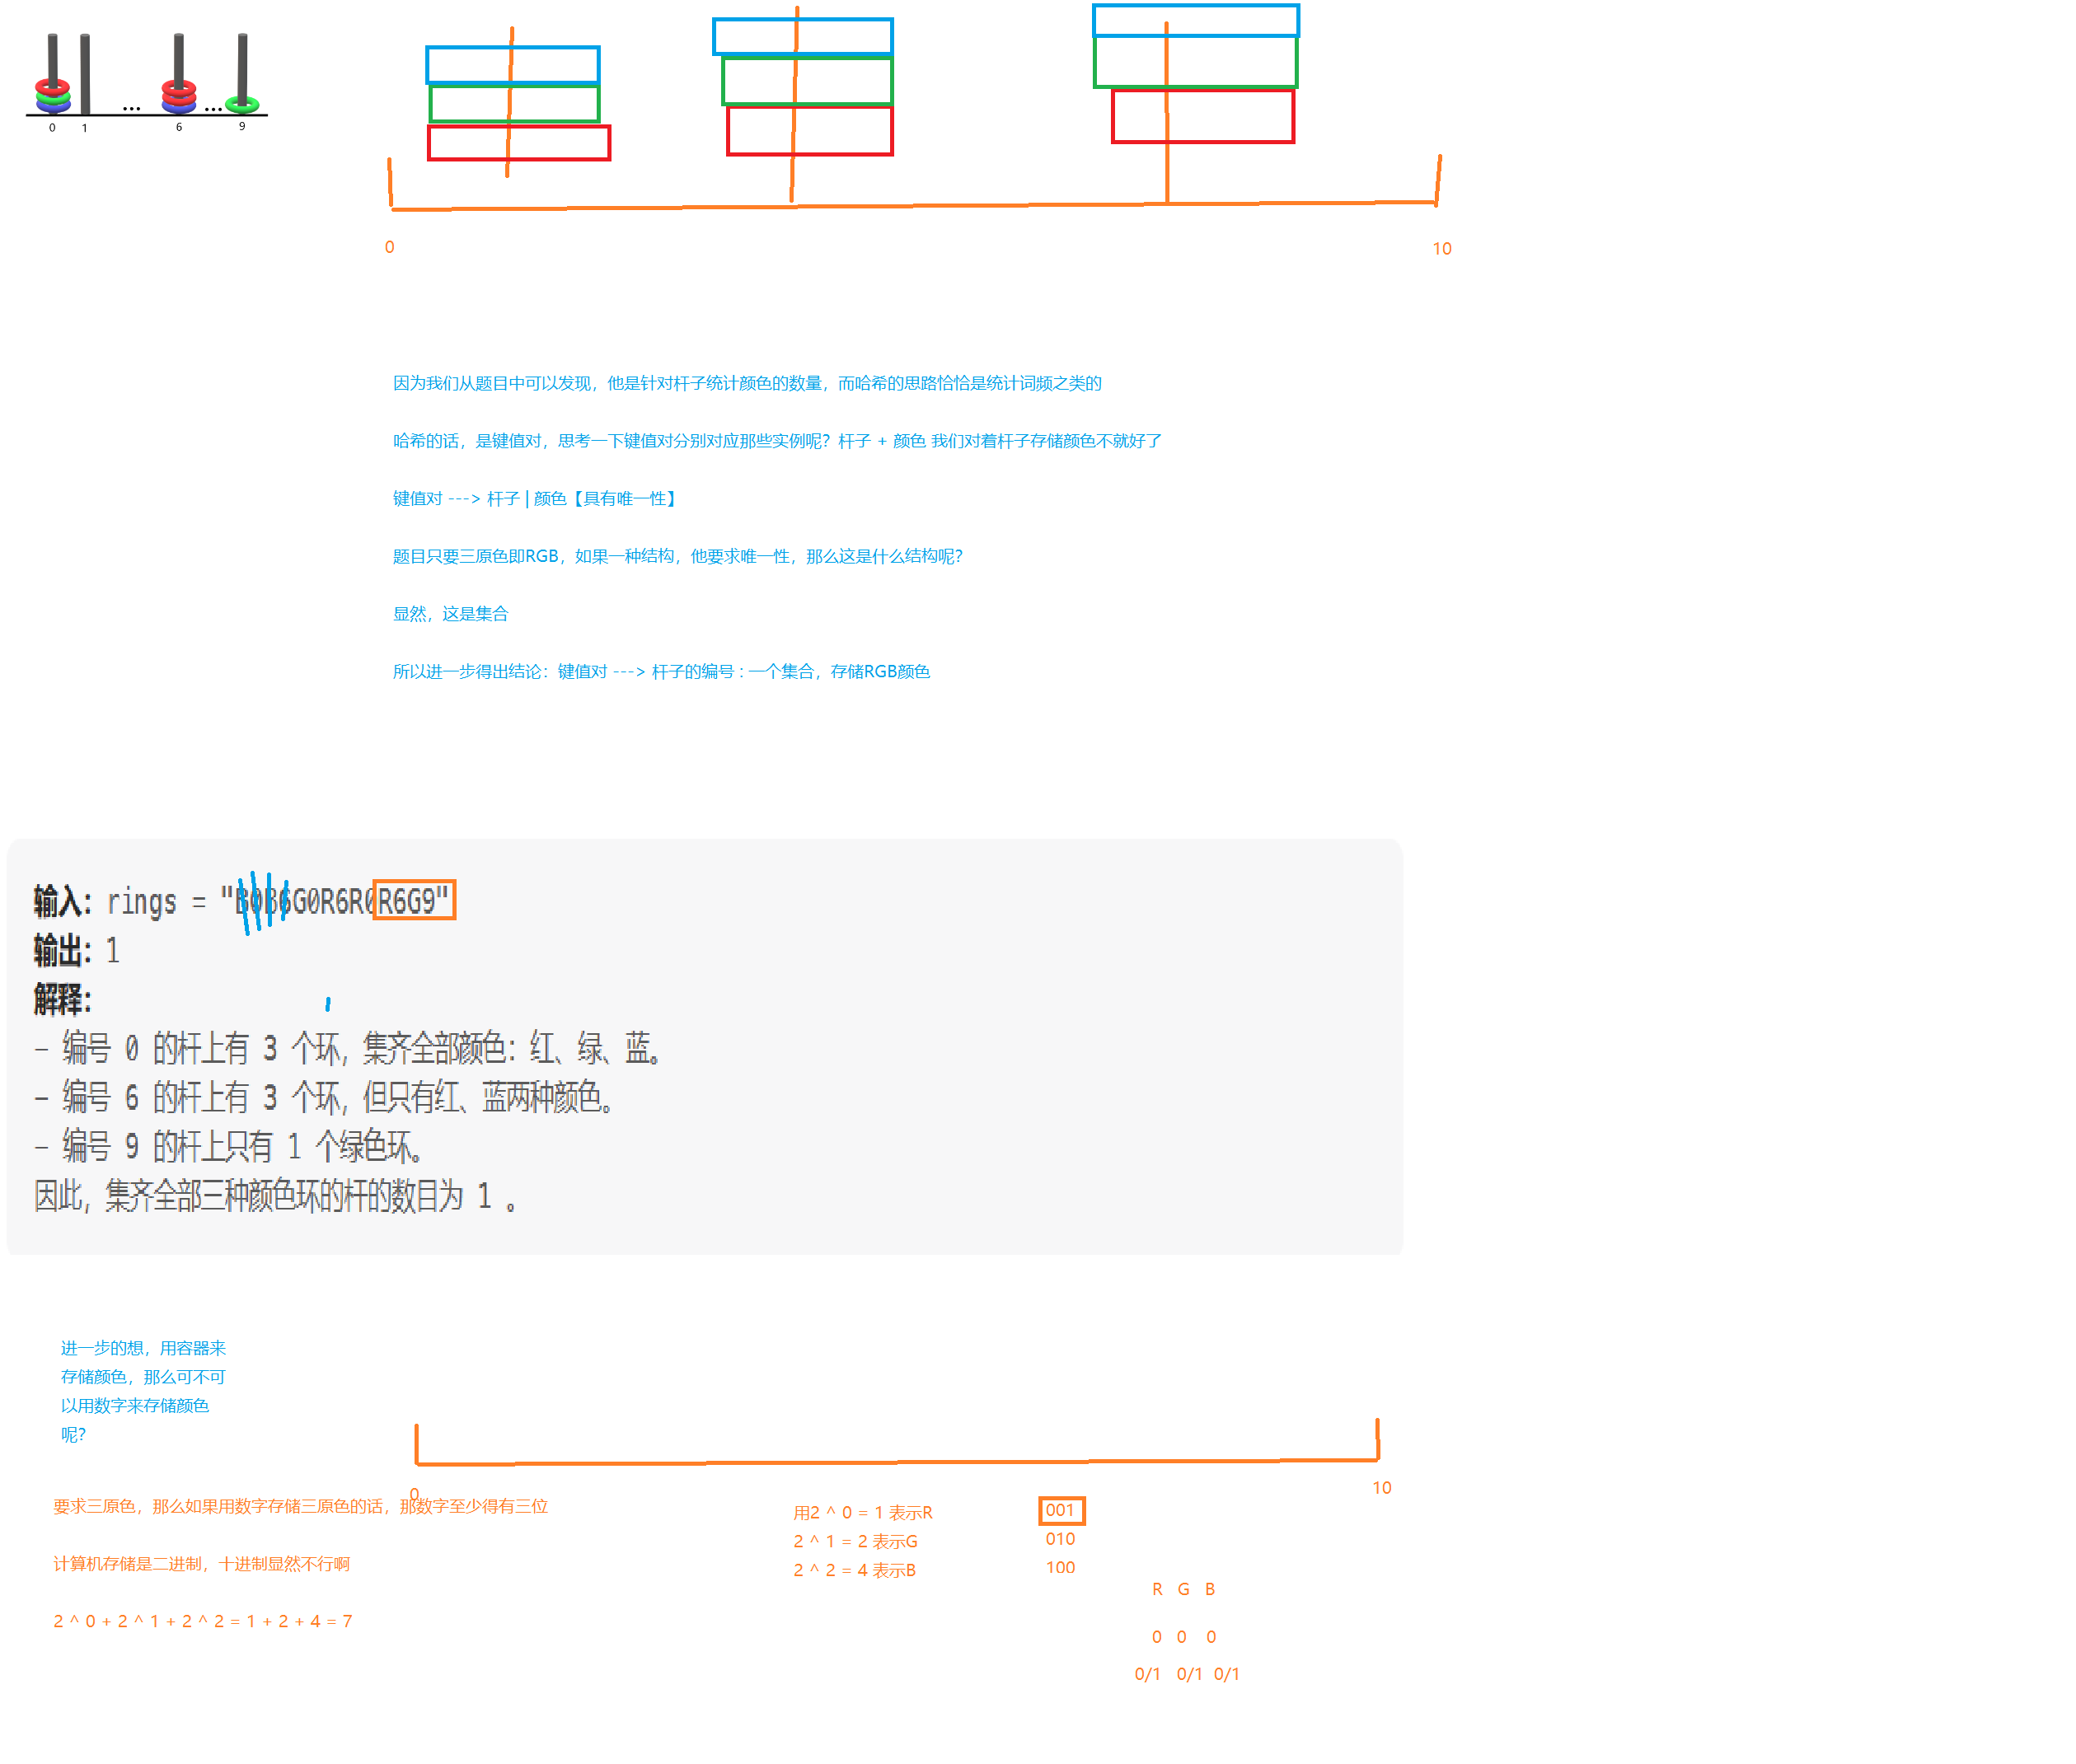 ... ...
0 1 6 9
0 10
因为我们从题目中可以发现，他是针对杆子统计颜色的数量，而哈希的思路恰恰是统计词频之类的
哈希的话，是键值对，思考一下键值对分别对应那些实例呢？杆子 + 颜色 我们对着杆子存储颜色不就好了
键值对 ---> 杆子 | 颜色【具有唯一性】
题目只要三原色即RGB，如果一种结构，他要求唯一性，那么这是什么结构呢？
显然，这是集合
所以进一步得出结论：键值对 ---> 杆子的编号 : 一个集合，存储RGB颜色
输入：rings = "B0B6G0R6R0R6G9"
输出：1
解释：
- 编号 0 的杆上有 3 个环，集齐全部颜色：红、绿、蓝。
- 编号 6 的杆上有 3 个环，但只有红、蓝两种颜色。
- 编号 9 的杆上只有 1 个绿色环。
因此，集齐全部三种颜色环的杆的数目为 1 。
进一步的想，用容器来
存储颜色，那么可不可
以用数字来存储颜色
呢？
0 10
要求三原色，那么如果用数字存储三原色的话，那数字至少得有三位
计算机存储是二进制，十进制显然不行啊
2 ^ 0 + 2 ^ 1 + 2 ^ 2 = 1 + 2 + 4 = 7
用2 ^ 0 = 1 表示R
2 ^ 1 = 2 表示G
2 ^ 2 = 4 表示B
001
010
100
R G B
0 0 0
0/1 0/1 0/1